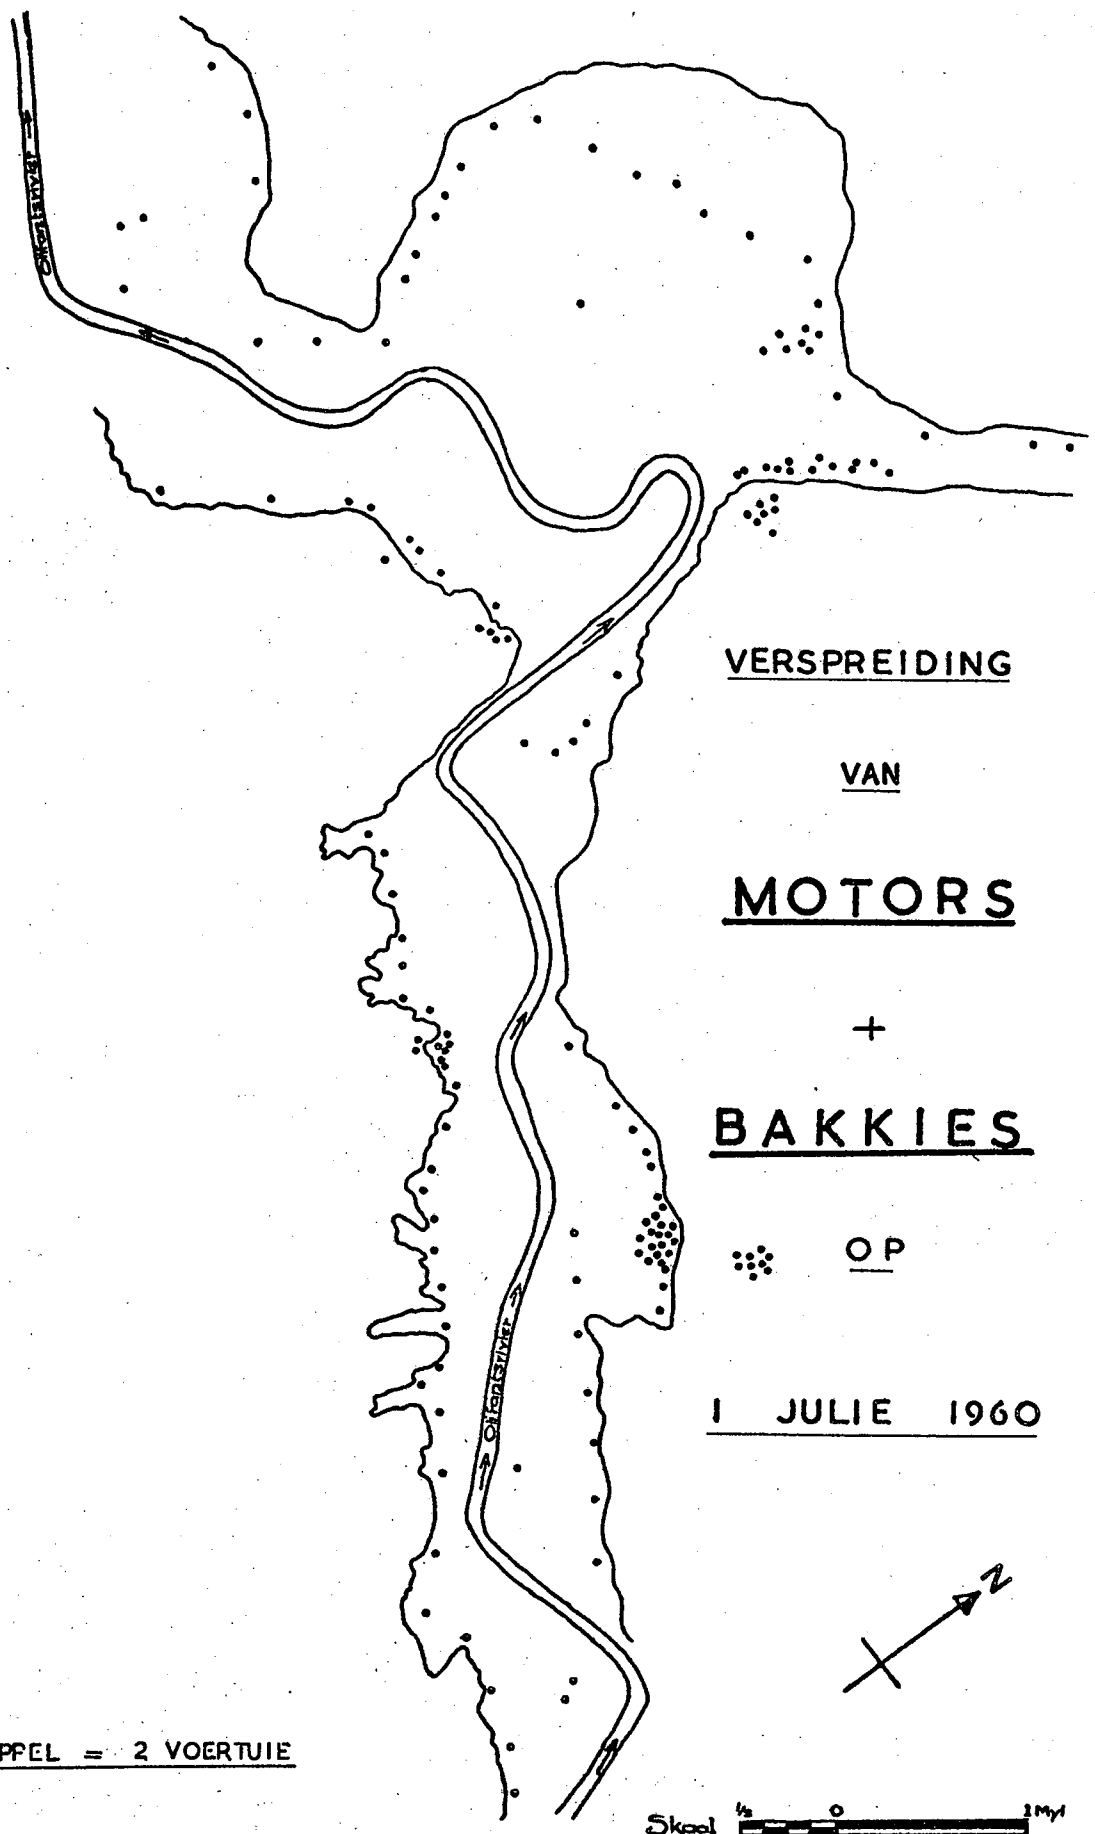 Olifantsrivier
VERSPREIDING
VAN
MOTORS
+
BAKKIES
OP
1 JULIE 1960
Olifantsrivier
N
PPEL = 2 VOERTUIE
Skaal ½ 0 1 Myl